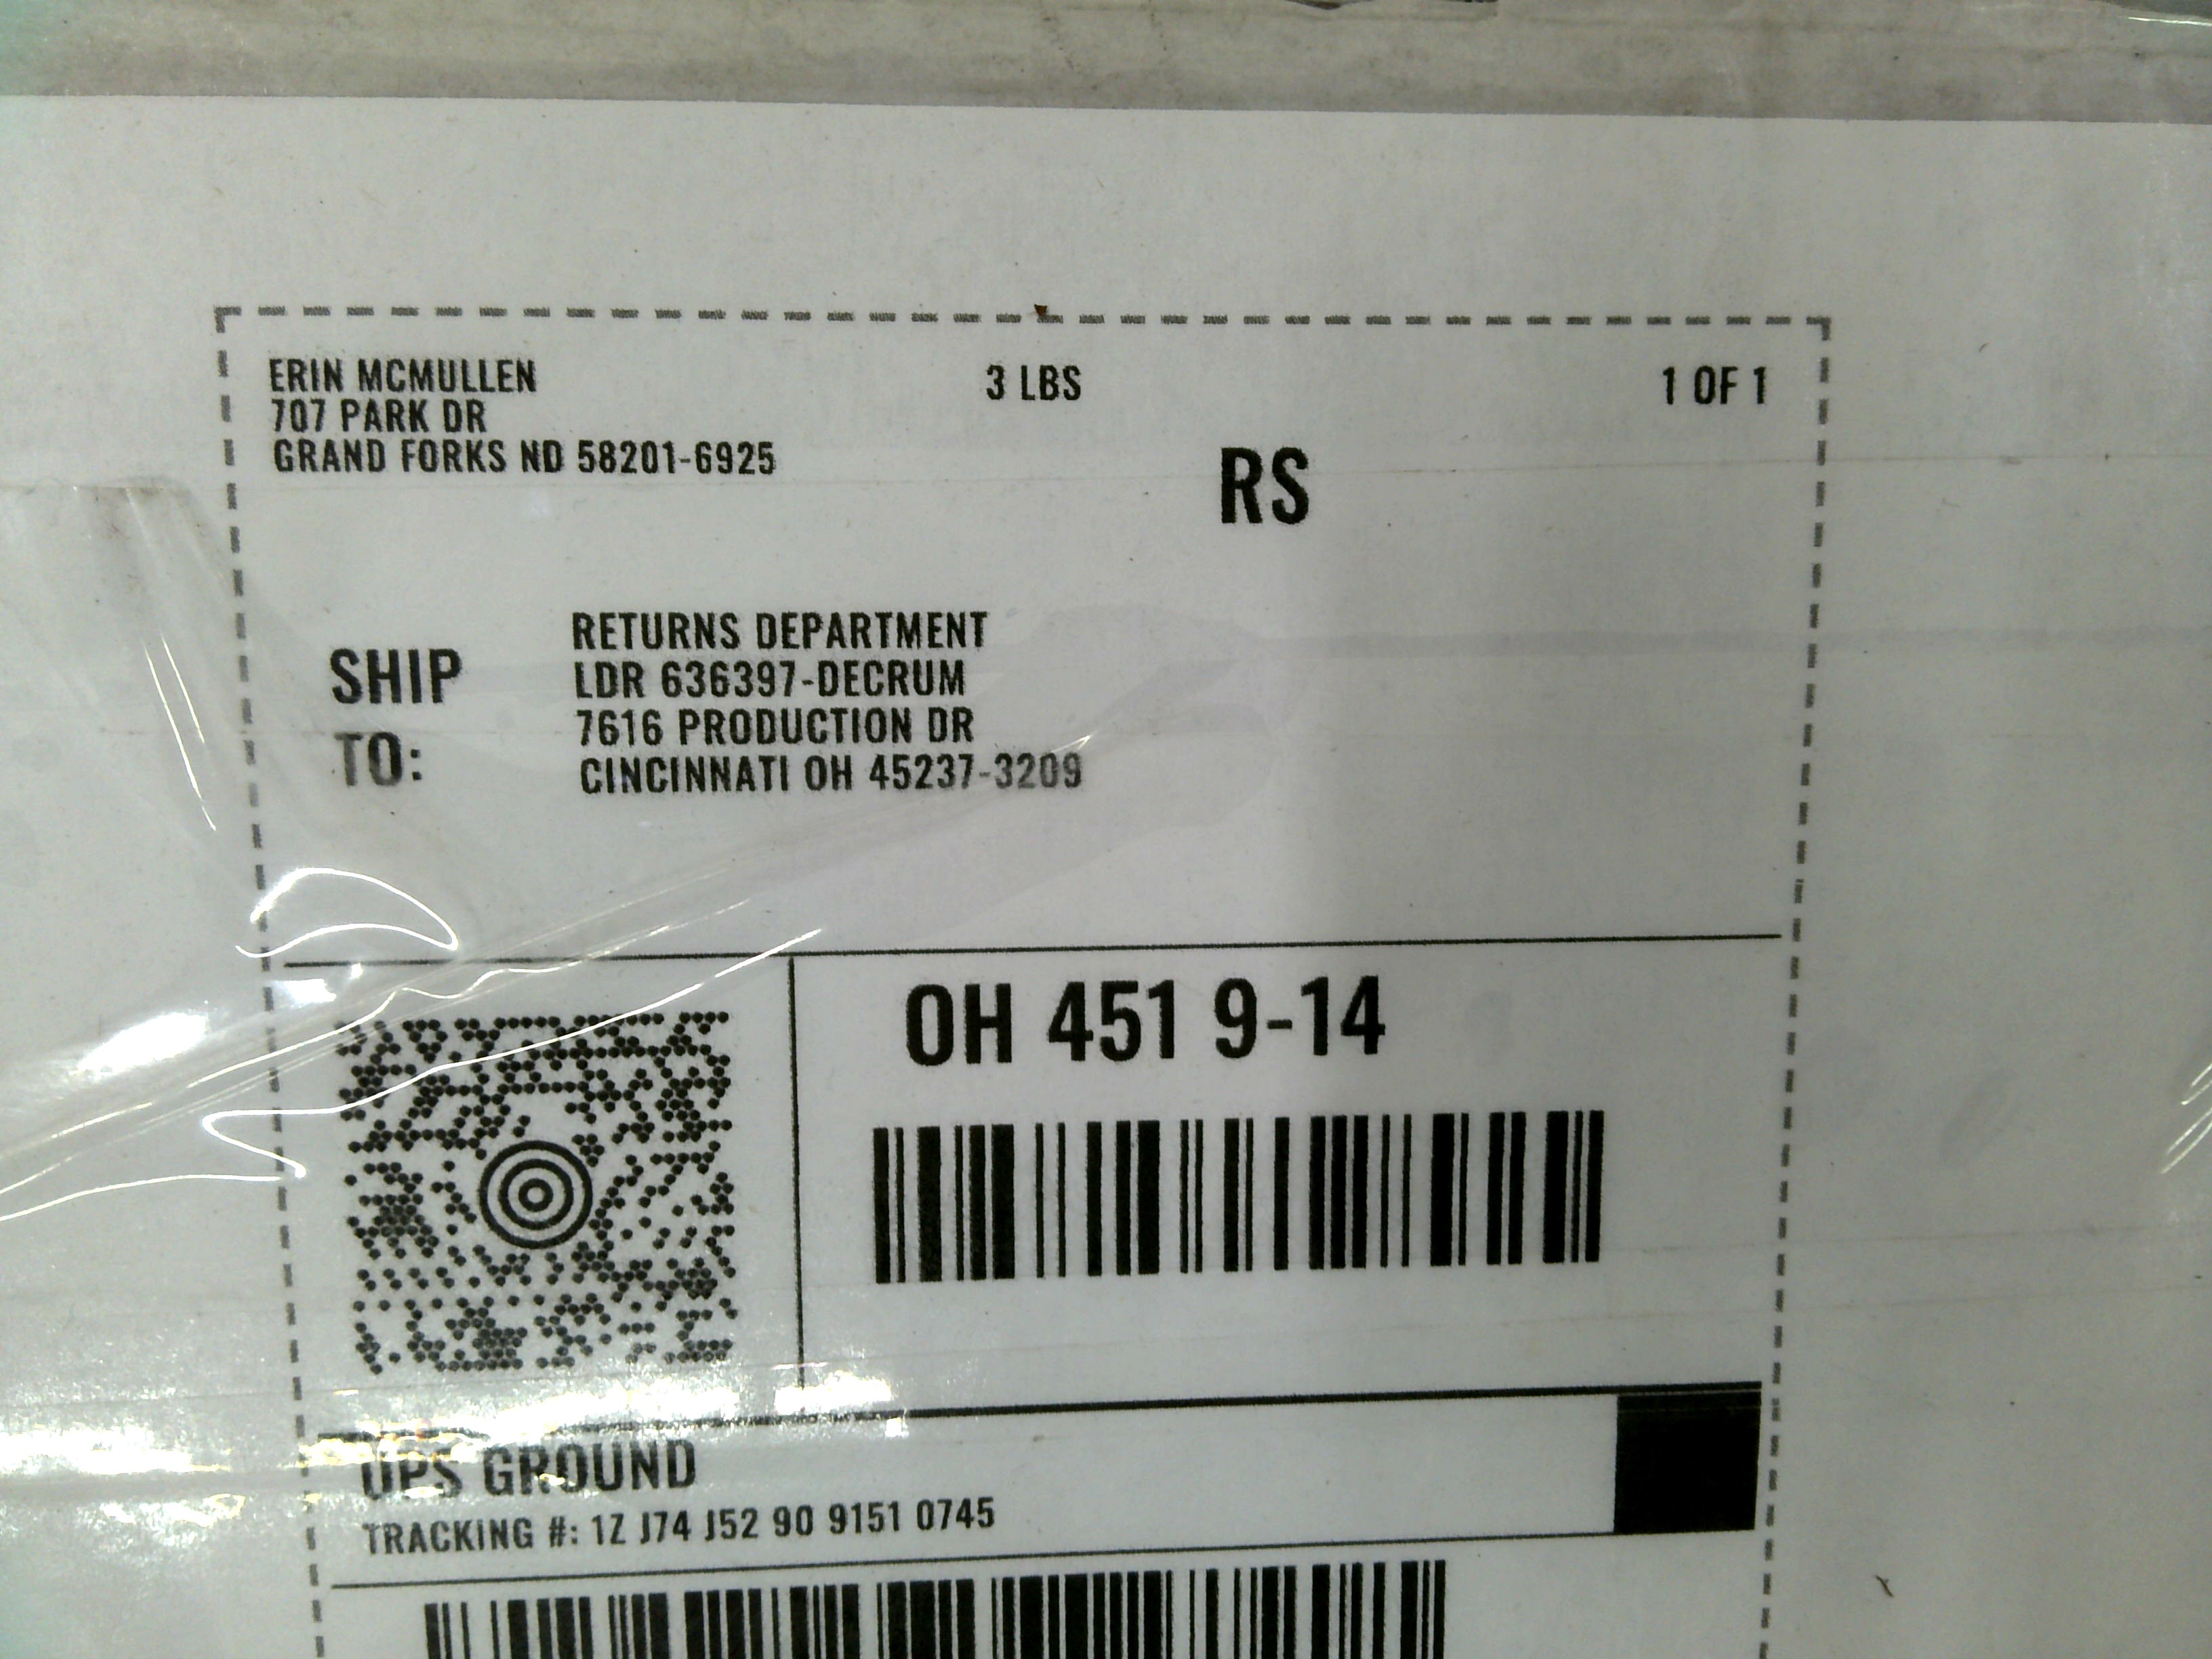 ERIN MCMULLEN
707 PARK DR
GRAND FORKS ND 58201-6925
3 LBS
1 OF 1
RS
SHIP
TO:
RETURNS DEPARTMENT
LDR 636397-DECRUM
7616 PRODUCTION DR
CINCINNATI OH 45237-3209
OH 451 9-14
UPS GROUND
TRACKING #: 1Z J74 J52 90 9151 0745